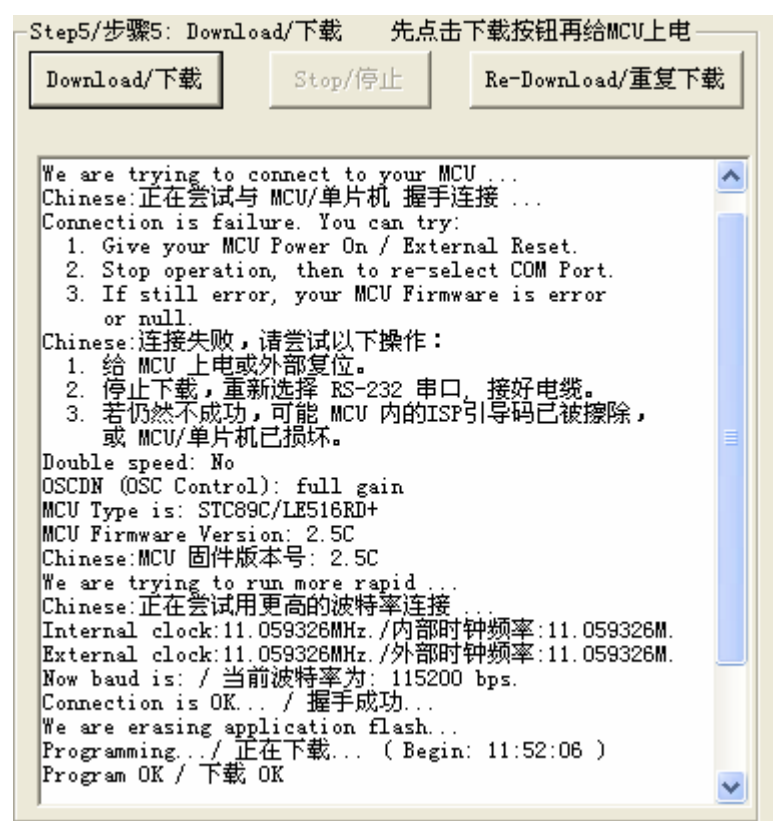 Step5/步骤5: Download/下载 先点击下载按钮再给MCU上电
Download/下载 Stop/停止 Re-Download/重复下载
We are trying to connect to your MCU ...
Chinese:正在尝试与 MCU/单片机 握手连接 ...
Connection is failure. You can try:
1. Give your MCU Power On / External Reset.
2. Stop operation, then to re-select COM Port.
3. If still error, your MCU Firmware is error
or null.
Chinese:连接失败，请尝试以下操作：
1. 给 MCU 上电或外部复位。
2. 停止下载，重新选择 RS-232 串口, 接好电缆。
3. 若仍然不成功，可能 MCU 内的ISP引导码已被擦除，
或 MCU/单片机已损坏。
Double speed: No
OSCDN (OSC Control): full gain
MCU Type is: STC89C/LE516RD+
MCU Firmware Version: 2.5C
Chinese:MCU 固件版本号: 2.5C
We are trying to run more rapid ...
Chinese:正在尝试用更高的波特率连接 ...
Internal clock:11.059326MHz./内部时钟频率:11.059326M.
External clock:11.059326MHz./外部时钟频率:11.059326M.
Now baud is: / 当前波特率为: 115200 bps.
Connection is OK... / 握手成功...
We are erasing application flash...
Programming.../ 正在下载... ( Begin: 11:52:06 )
Program OK / 下载 OK